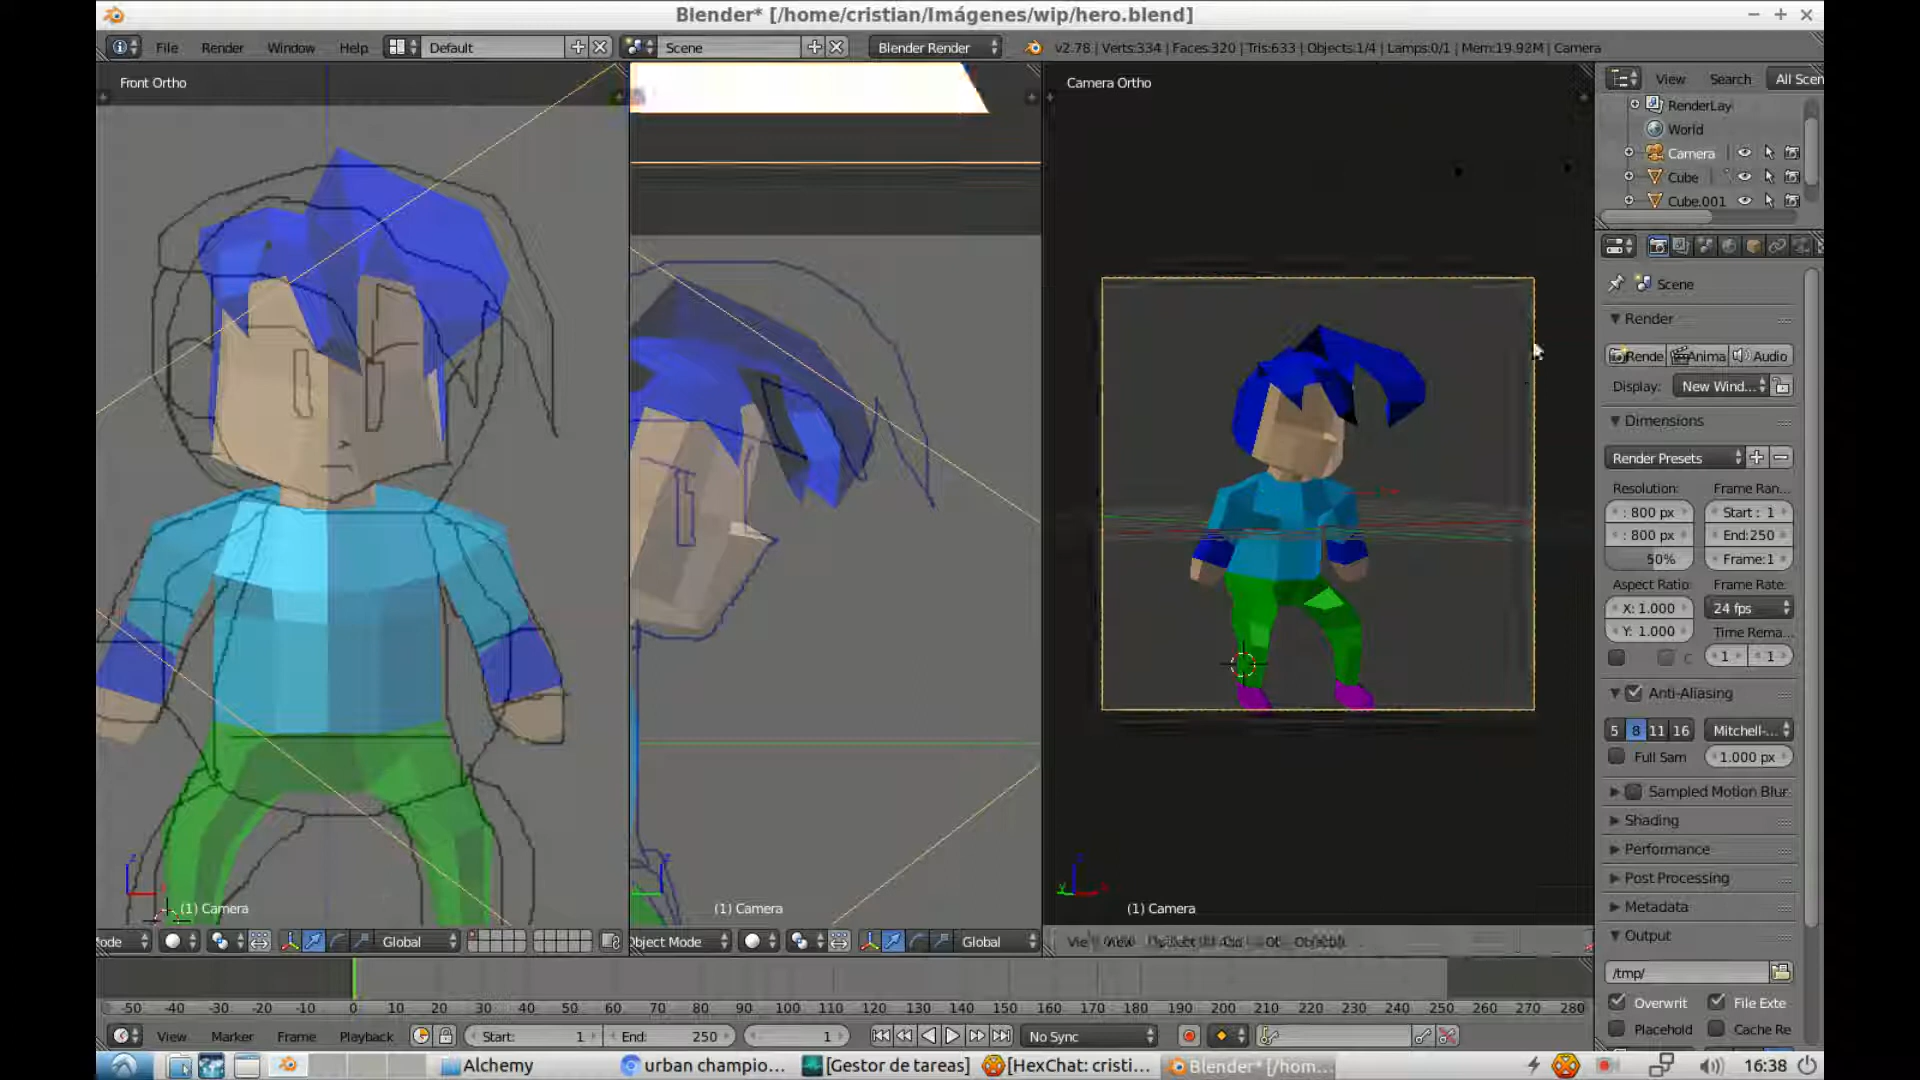 Blender* [/home/cristian/Imágenes/wip/hero.blend]
File Render Window Help Default Scene Blender Render v2.78 | Verts:334 | Faces:320 | Tris:633 | Objects:1/4 | Lamps:0/1 | Mem:19.92M | Camera
Front Ortho
Camera Ortho
View Search All Scen
RenderLay
World
Camera
Cube
Cube.001
Scene
Render
Rende Anima Audio
Display: New Wind...
Dimensions
Render Presets
Resolution: Frame Ran...
: 800 px Start : 1
: 800 px End:250
50% Frame:1
Aspect Ratio: Frame Rate:
X: 1.000 24 fps
Y: 1.000 Time Rema...
C 1 1
Anti-Aliasing
5 8 11 16 Mitchell-...
Full Sam 1.000 px
Sampled Motion Blur
Shading
Performance
Post Processing
Metadata
Output
/tmp/
Overwrit File Exte
Placehold Cache Re
(1) Camera
(1) Camera
(1) Camera
ode Global
Object Mode Global
-50 -40 -30 -20 -10 0 10 20 30 40 50 60 70 80 90 100 110 120 130 140 150 160 170 180 190 200 210 220 230 240 250 260 270 280
View Marker Frame Playback Start: 1 End: 250 1 No Sync
Alchemy urban champio... [Gestor de tareas] [HexChat: cristi... Blender* [/hom... 16:38